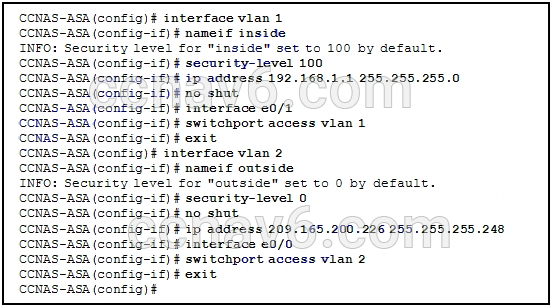 CCNAS-ASA(config)# interface vlan 1
CCNAS-ASA(config-if)# nameif inside
INFO: Security level for "inside" set to 100 by default.
CCNAS-ASA(config-if)# security-level 100
CCNAS-ASA(config-if)# ip address 192.168.1.1 255.255.255.0
CCNAS-ASA(config-if)# no shut
CCNAS-ASA(config-if)# interface e0/1
CCNAS-ASA(config-if)# switchport access vlan 1
CCNAS-ASA(config-if)# exit
CCNAS-ASA(config)# interface vlan 2
CCNAS-ASA(config-if)# nameif outside
INFO: Security level for "outside" set to 0 by default.
CCNAS-ASA(config-if)# security-level 0
CCNAS-ASA(config-if)# no shut
CCNAS-ASA(config-if)# ip address 209.165.200.226 255.255.255.248
CCNAS-ASA(config-if)# interface e0/0
CCNAS-ASA(config-if)# switchport access vlan 2
CCNAS-ASA(config-if)# exit
CCNAS-ASA(config)#
ccnav6.com
ccnav6.com